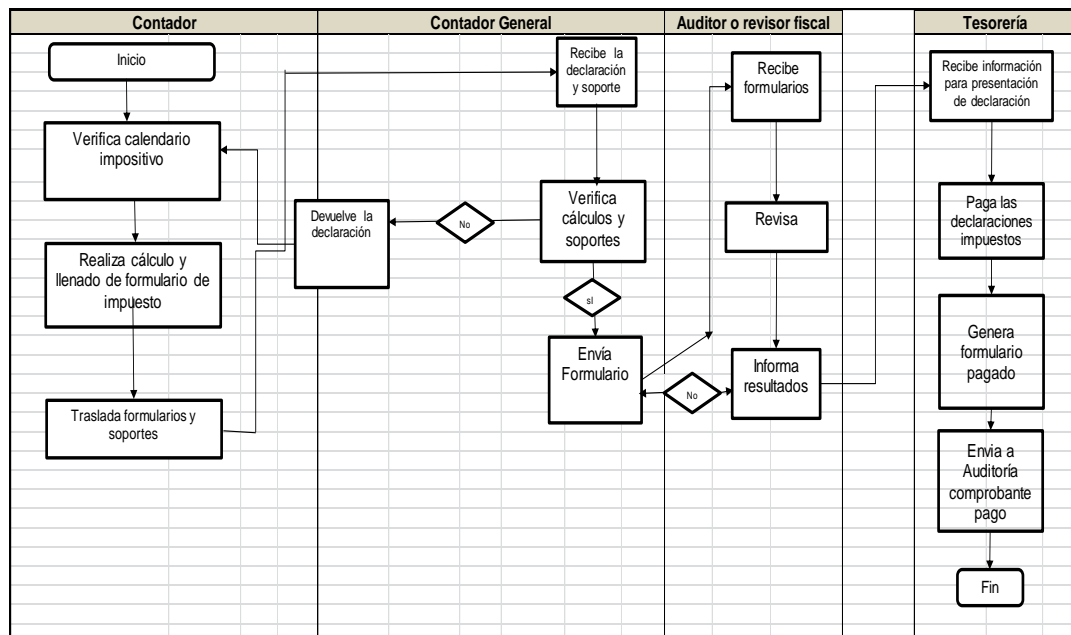 Contador
Contador General
Auditor o revisor fiscal
Tesorería
Inicio
Verifica calendario
impositivo
Realiza cálculo y
llenado de formulario de
impuesto
Traslada formularios y
soportes
Recibe la
declaración
y soporte
Verifica
cálculos y
soportes
No
Devuelve la
declaración
sI
Envía
Formulario
Recibe
formularios
Revisa
Informa
resultados
No
Recibe información
para presentación
de declaración
Paga las
declaraciones
impuestos
Genera
formulario
pagado
Envia a
Auditoría
comprobante
pago
Fin